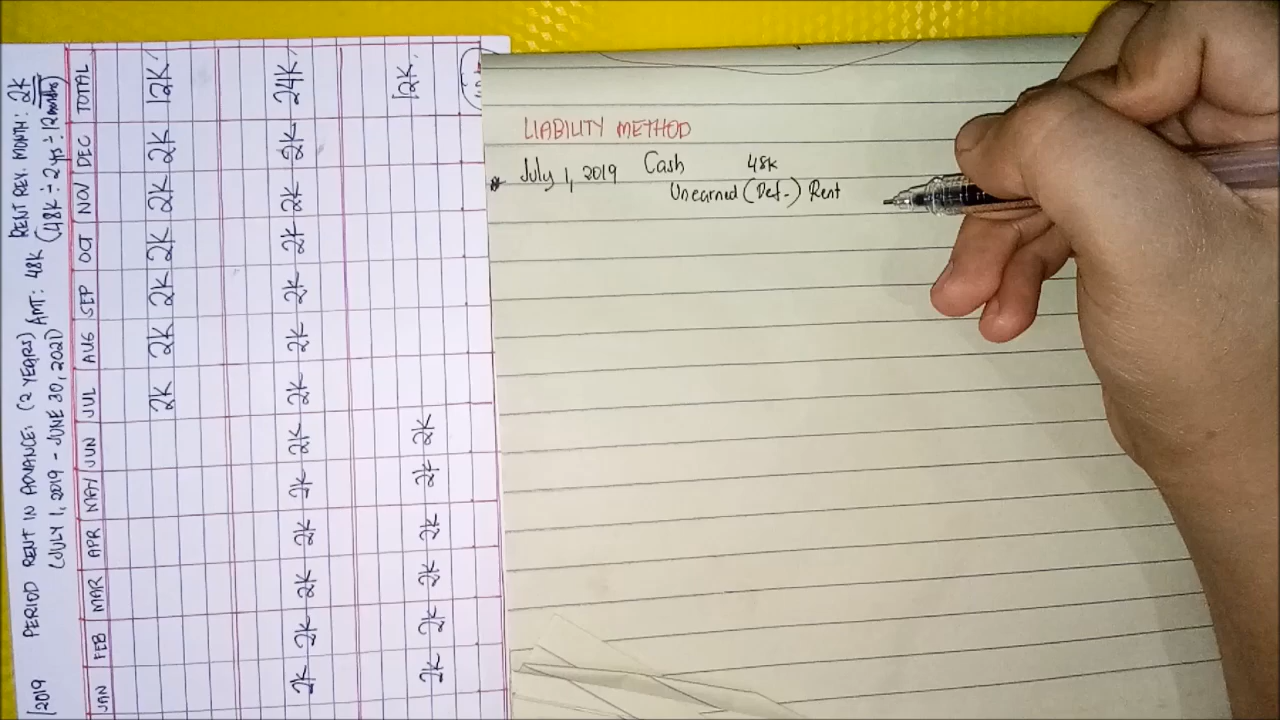 2019 PERIOD RENT IN ADVANCE: (2 YEARS) AMT: 48K RENT REV. MONTH: 2K
(JULY 1, 2019 - JUNE 30, 2021) (48K ÷ 2 yrs ÷ 12 months)
JAN FEB MAR APR MAY JUN JUL AUG SEP OCT NOV DEC TOTAL
2K 2K 2K 2K 2K 2K 12K
2K 2K 2K 2K 2K 2K 2K 2K 2K 2K 2K 2K 24K
2K 2K 2K 2K 2K 2K 12K
LIABILITY METHOD
* July 1, 2019 Cash 48K
Unearned (Def.) Rent